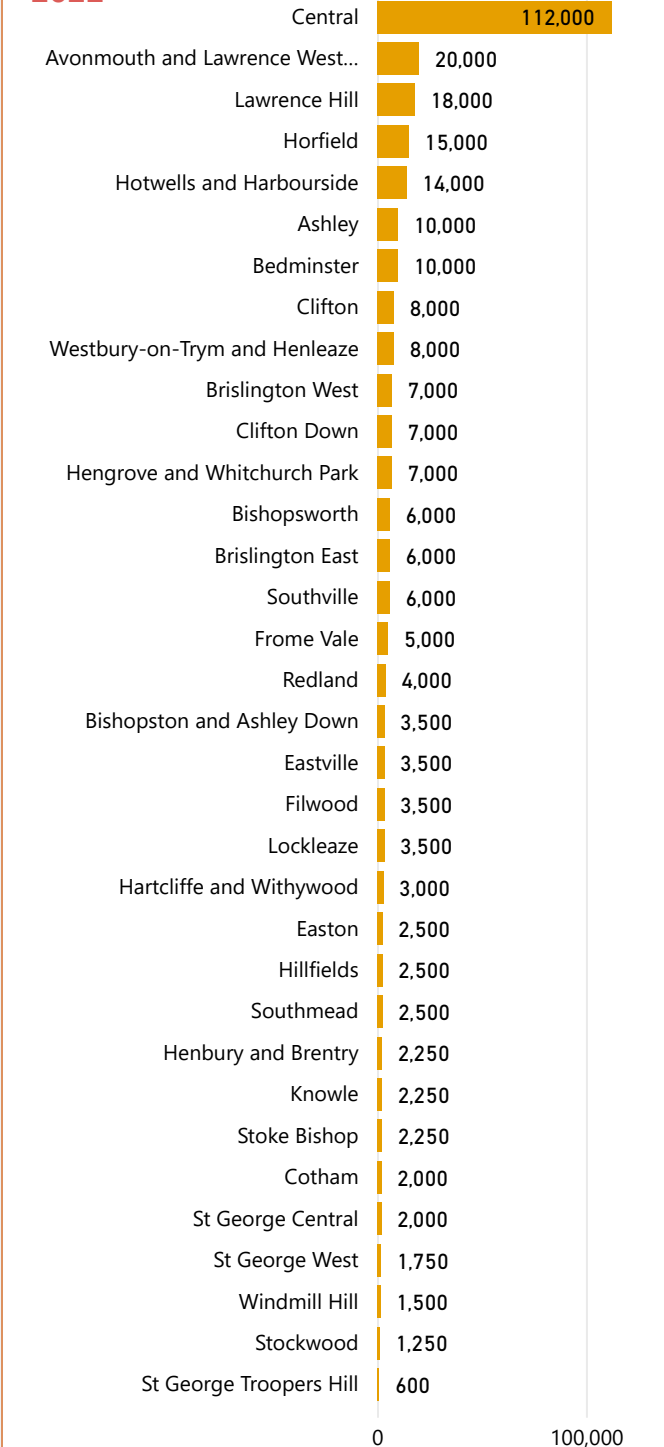 Central 112,000
Avonmouth and Lawrence West... 20,000
Lawrence Hill 18,000
Horfield 15,000
Hotwells and Harbourside 14,000
Ashley 10,000
Bedminster 10,000
Clifton 8,000
Westbury-on-Trym and Henleaze 8,000
Brislington West 7,000
Clifton Down 7,000
Hengrove and Whitchurch Park 7,000
Bishopsworth 6,000
Brislington East 6,000
Southville 6,000
Frome Vale 5,000
Redland 4,000
Bishopston and Ashley Down 3,500
Eastville 3,500
Filwood 3,500
Lockleaze 3,500
Hartcliffe and Withywood 3,000
Easton 2,500
Hillfields 2,500
Southmead 2,500
Henbury and Brentry 2,250
Knowle 2,250
Stoke Bishop 2,250
Cotham 2,000
St George Central 2,000
St George West 1,750
Windmill Hill 1,500
Stockwood 1,250
St George Troopers Hill 600
0 100,000